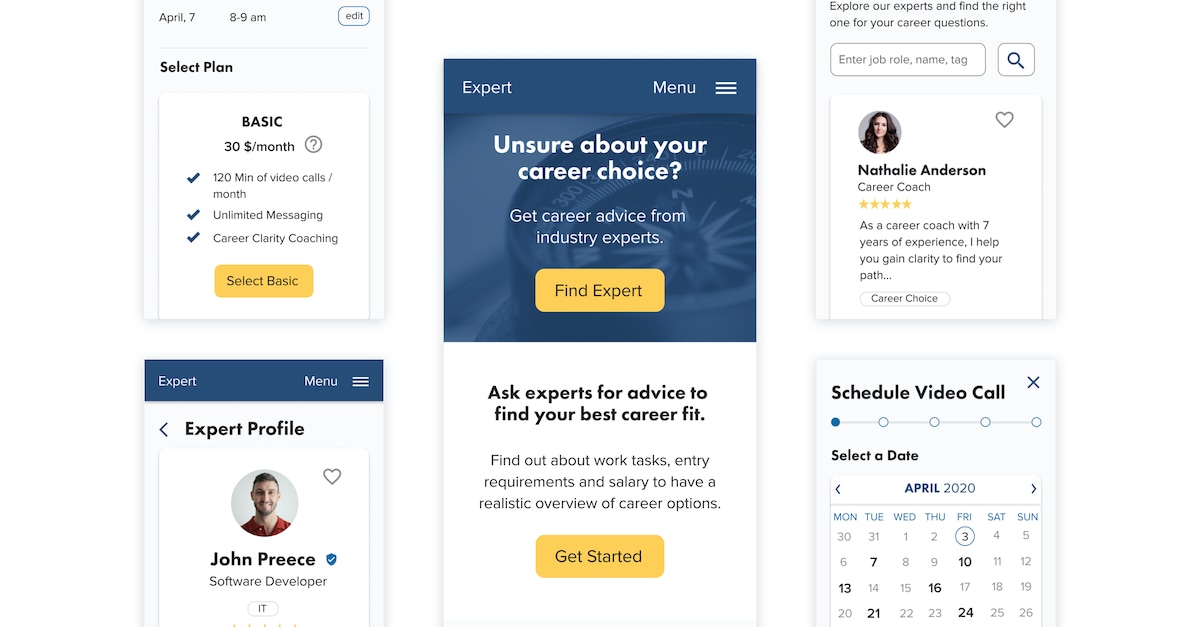 April, 7 8-9 am edit
Select Plan
BASIC
30 $/month ?
120 Min of video calls /
month
Unlimited Messaging
Career Clarity Coaching
Select Basic
Expert Menu
Expert Profile
John Preece
Software Developer
IT
Expert Menu
Unsure about your
career choice?
Get career advice from
industry experts.
Find Expert
Ask experts for advice to
find your best career fit.
Find out about work tasks, entry
requirements and salary to have a
realistic overview of career options.
Get Started
Explore our experts and find the right
one for your career questions.
Enter job role, name, tag
Nathalie Anderson
Career Coach
As a career coach with 7
years of experience, I help
you gain clarity to find your
path...
Career Choice
Schedule Video Call
Select a Date
APRIL 2020
MON TUE WED THU FRI SAT SUN
30 31 1 2 3 4 5
6 7 8 9 10 11 12
13 14 15 16 17 18 19
20 21 22 23 24 25 26